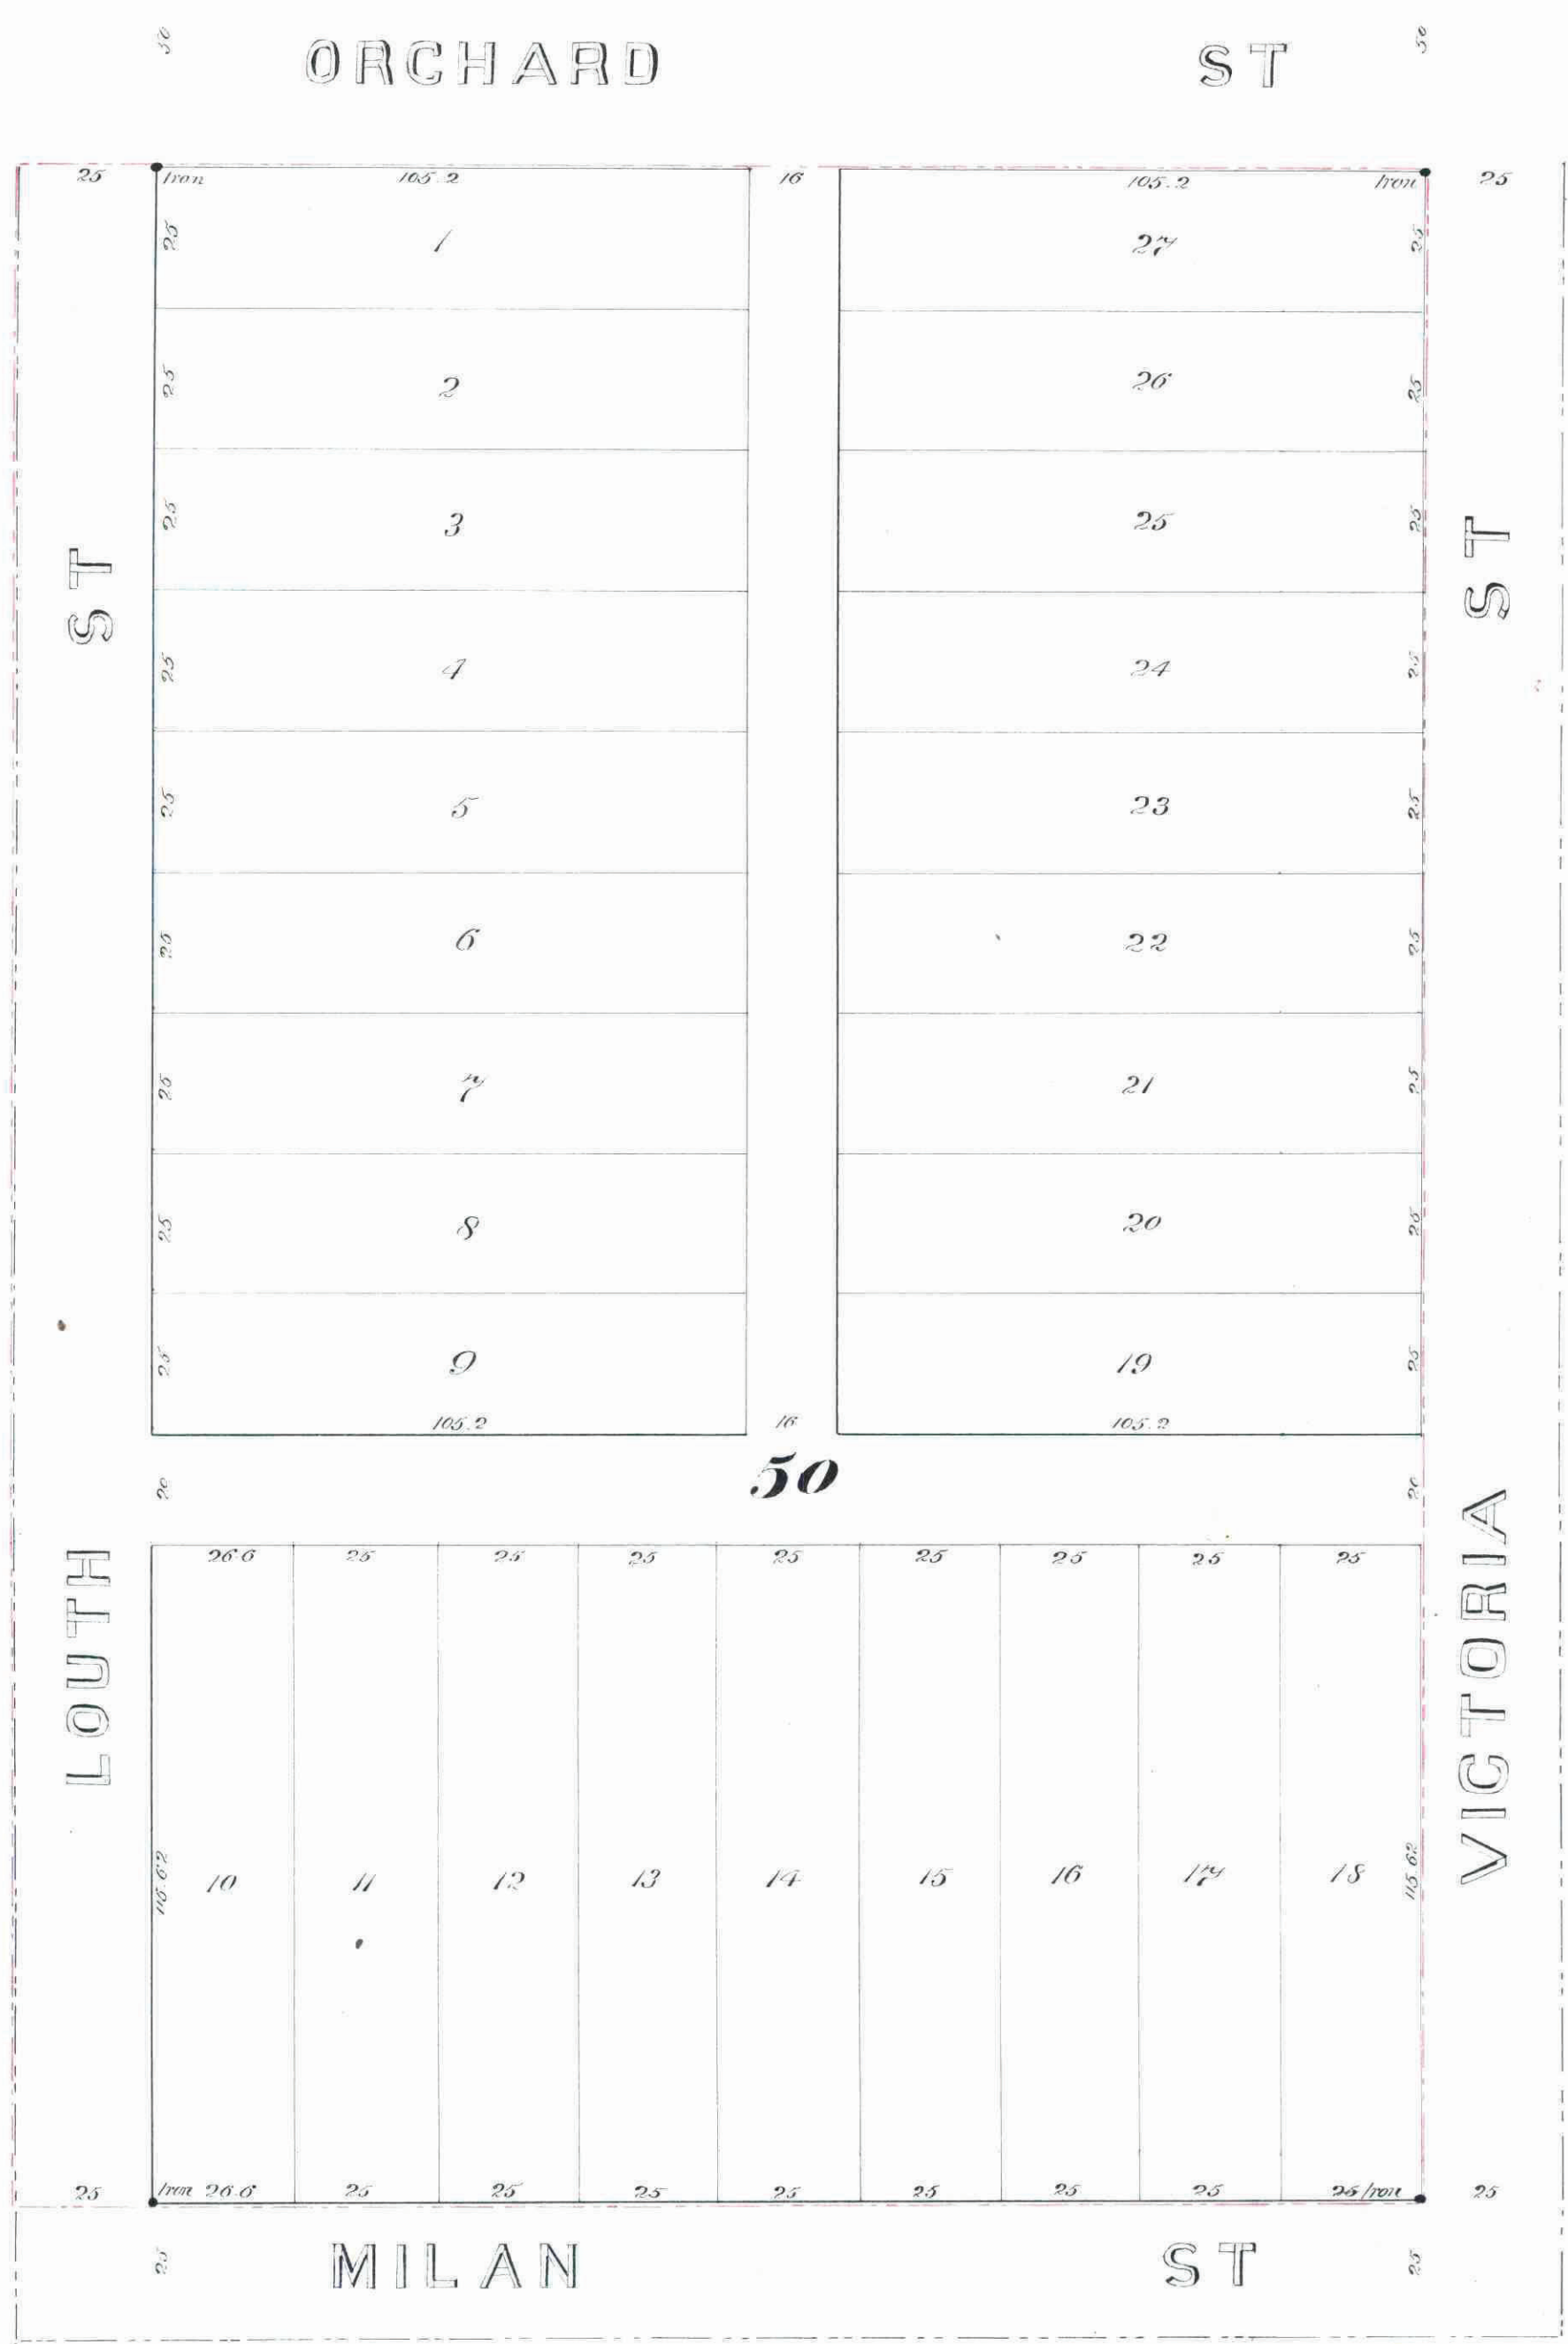 50 ORCHARD ST 50
25 Iron 105.2 16 105.2 Iron 25
25 1 27 25
25 2 26 25
25 3 25 25
ST ST
25 4 24 25
25 5 23 25
25 6 22 25
25 7 21 25
25 8 20 25
25 9 19 25
105.2 16 105.2
20 50 20
26.6 25 25 25 25 25 25 25 25
LOUTH VICTORIA
115.62 10 11 12 13 14 15 16 17 18 115.62
25 Iron 26.6 25 25 25 25 25 25 25 25 Iron 25
25 MILAN ST 25